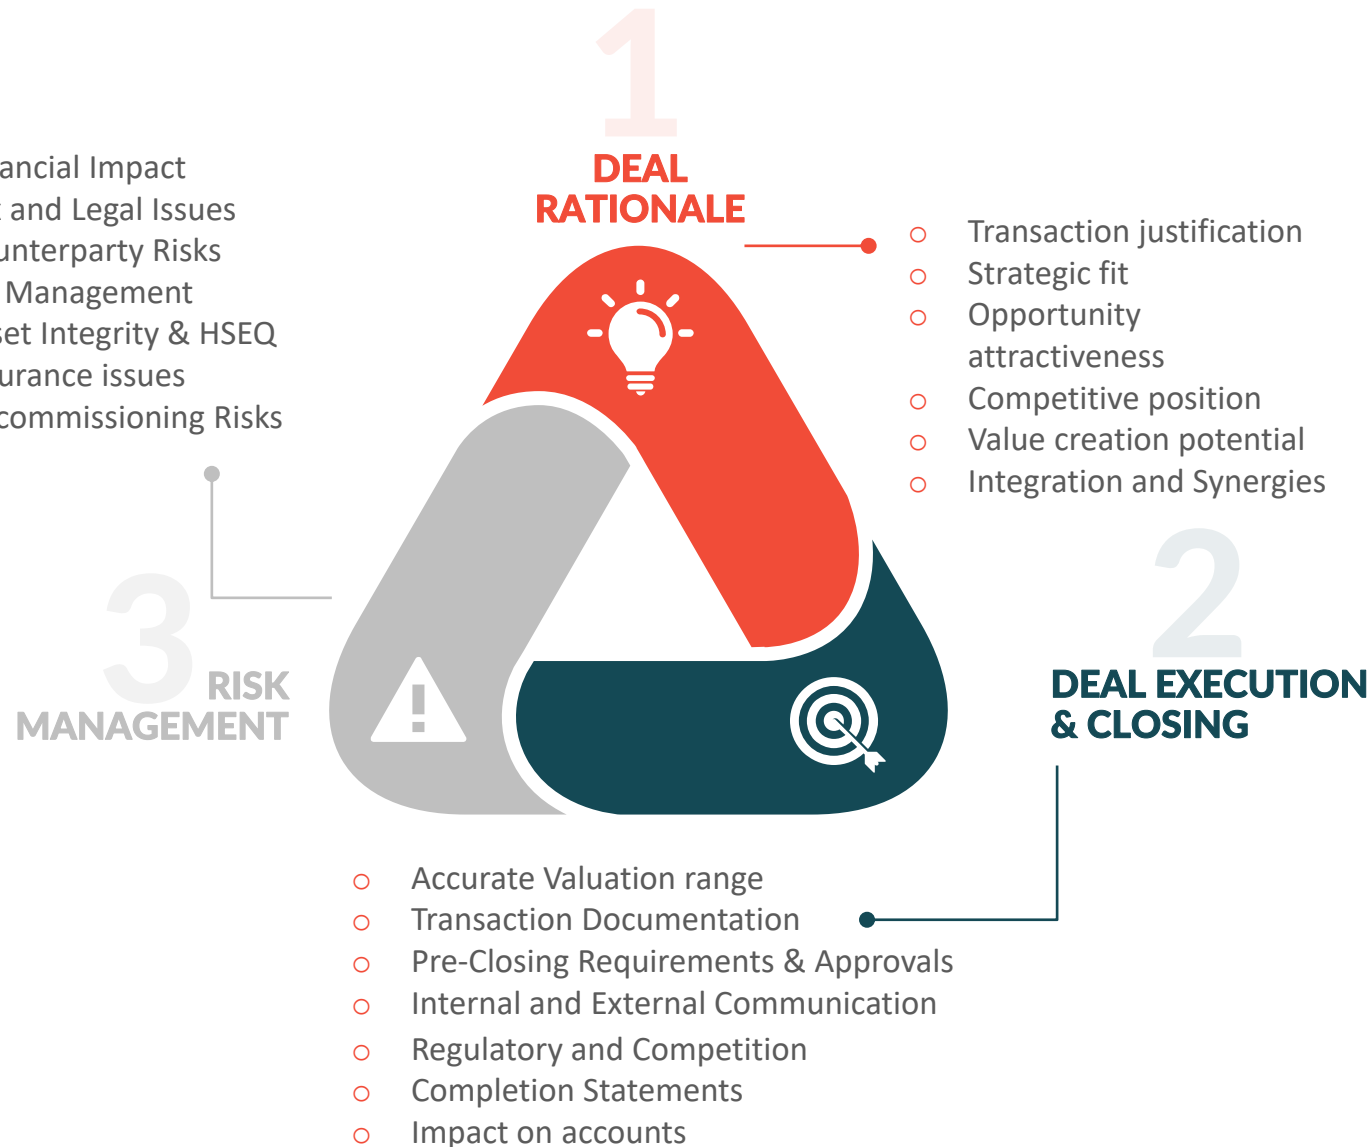 1
DEAL
RATIONALE
Transaction justification
Strategic fit
Opportunity
attractiveness
Competitive position
Value creation potential
Integration and Synergies
2
DEAL EXECUTION
& CLOSING
Accurate Valuation range
Transaction Documentation
Pre-Closing Requirements & Approvals
Internal and External Communication
Regulatory and Competition
Completion Statements
Impact on accounts
3
RISK
MANAGEMENT
ancial Impact
and Legal Issues
unterparty Risks
Management
set Integrity & HSEQ
urance issues
commissioning Risks